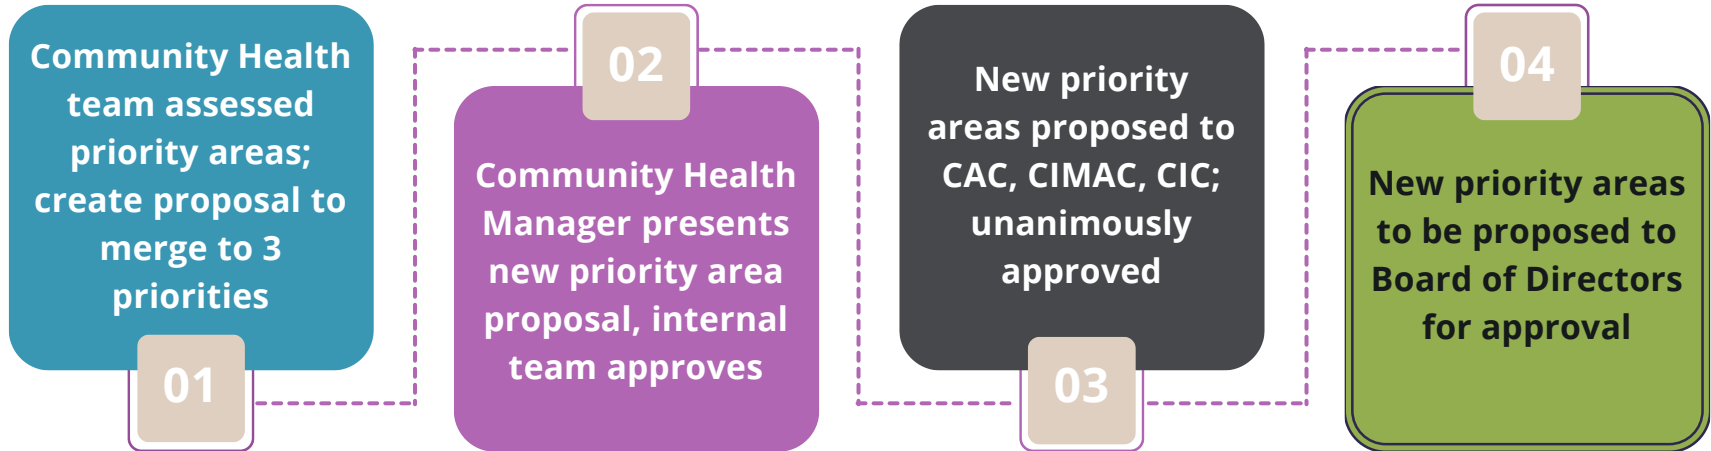 Community Health
team assessed
priority areas;
create proposal to
merge to 3
priorities
01
02
Community Health
Manager presents
new priority area
proposal, internal
team approves
New priority
areas proposed to
CAC, CIMAC, CIC;
unanimously
approved
03
04
New priority areas
to be proposed to
Board of Directors
for approval